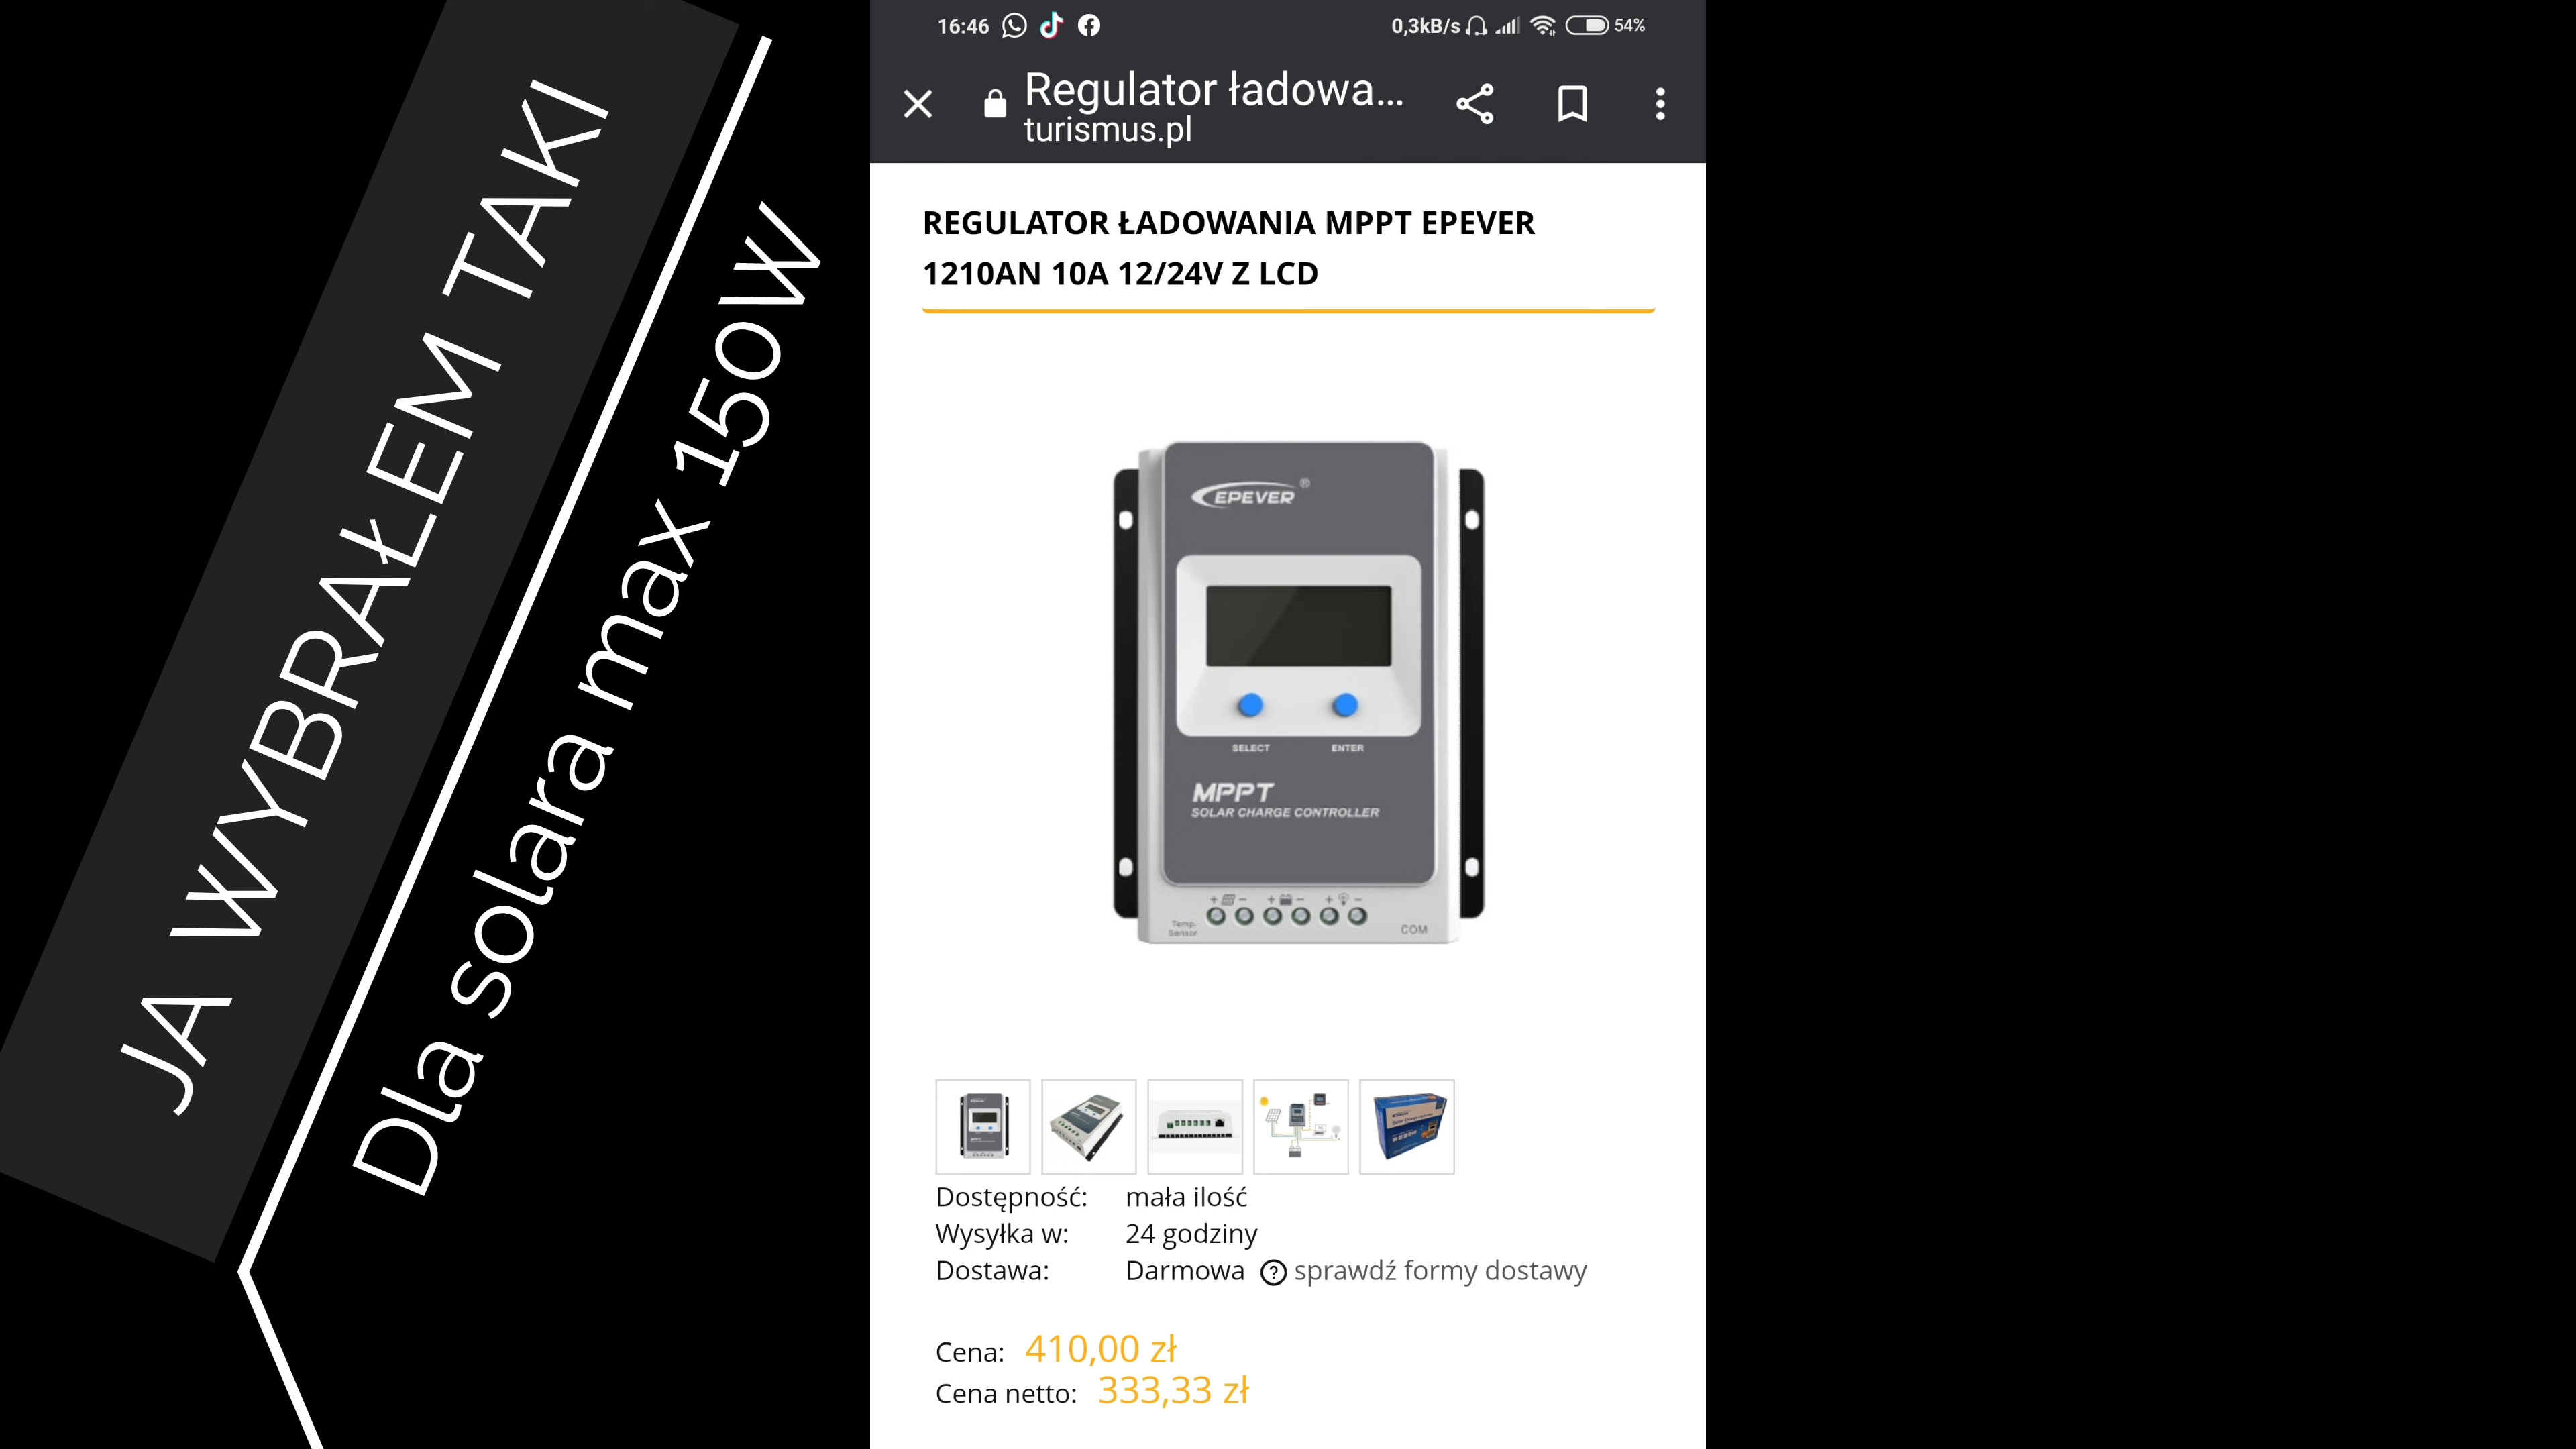 JA WYBRAŁEM TAKI
Dla solara max 150W
16:46
0,3kB/s
54%
Regulator ładowa...
turismus.pl
REGULATOR ŁADOWANIA MPPT EPEVER
1210AN 10A 12/24V Z LCD
EPEVER ®
SELECT ENTER
MPPT
SOLAR CHARGE CONTROLLER
+ - + - + -
Temp.
Sensor
COM
Dostępność: mała ilość
Wysyłka w: 24 godziny
Dostawa: Darmowa ? sprawdź formy dostawy
Cena: 410,00 zł
Cena netto: 333,33 zł